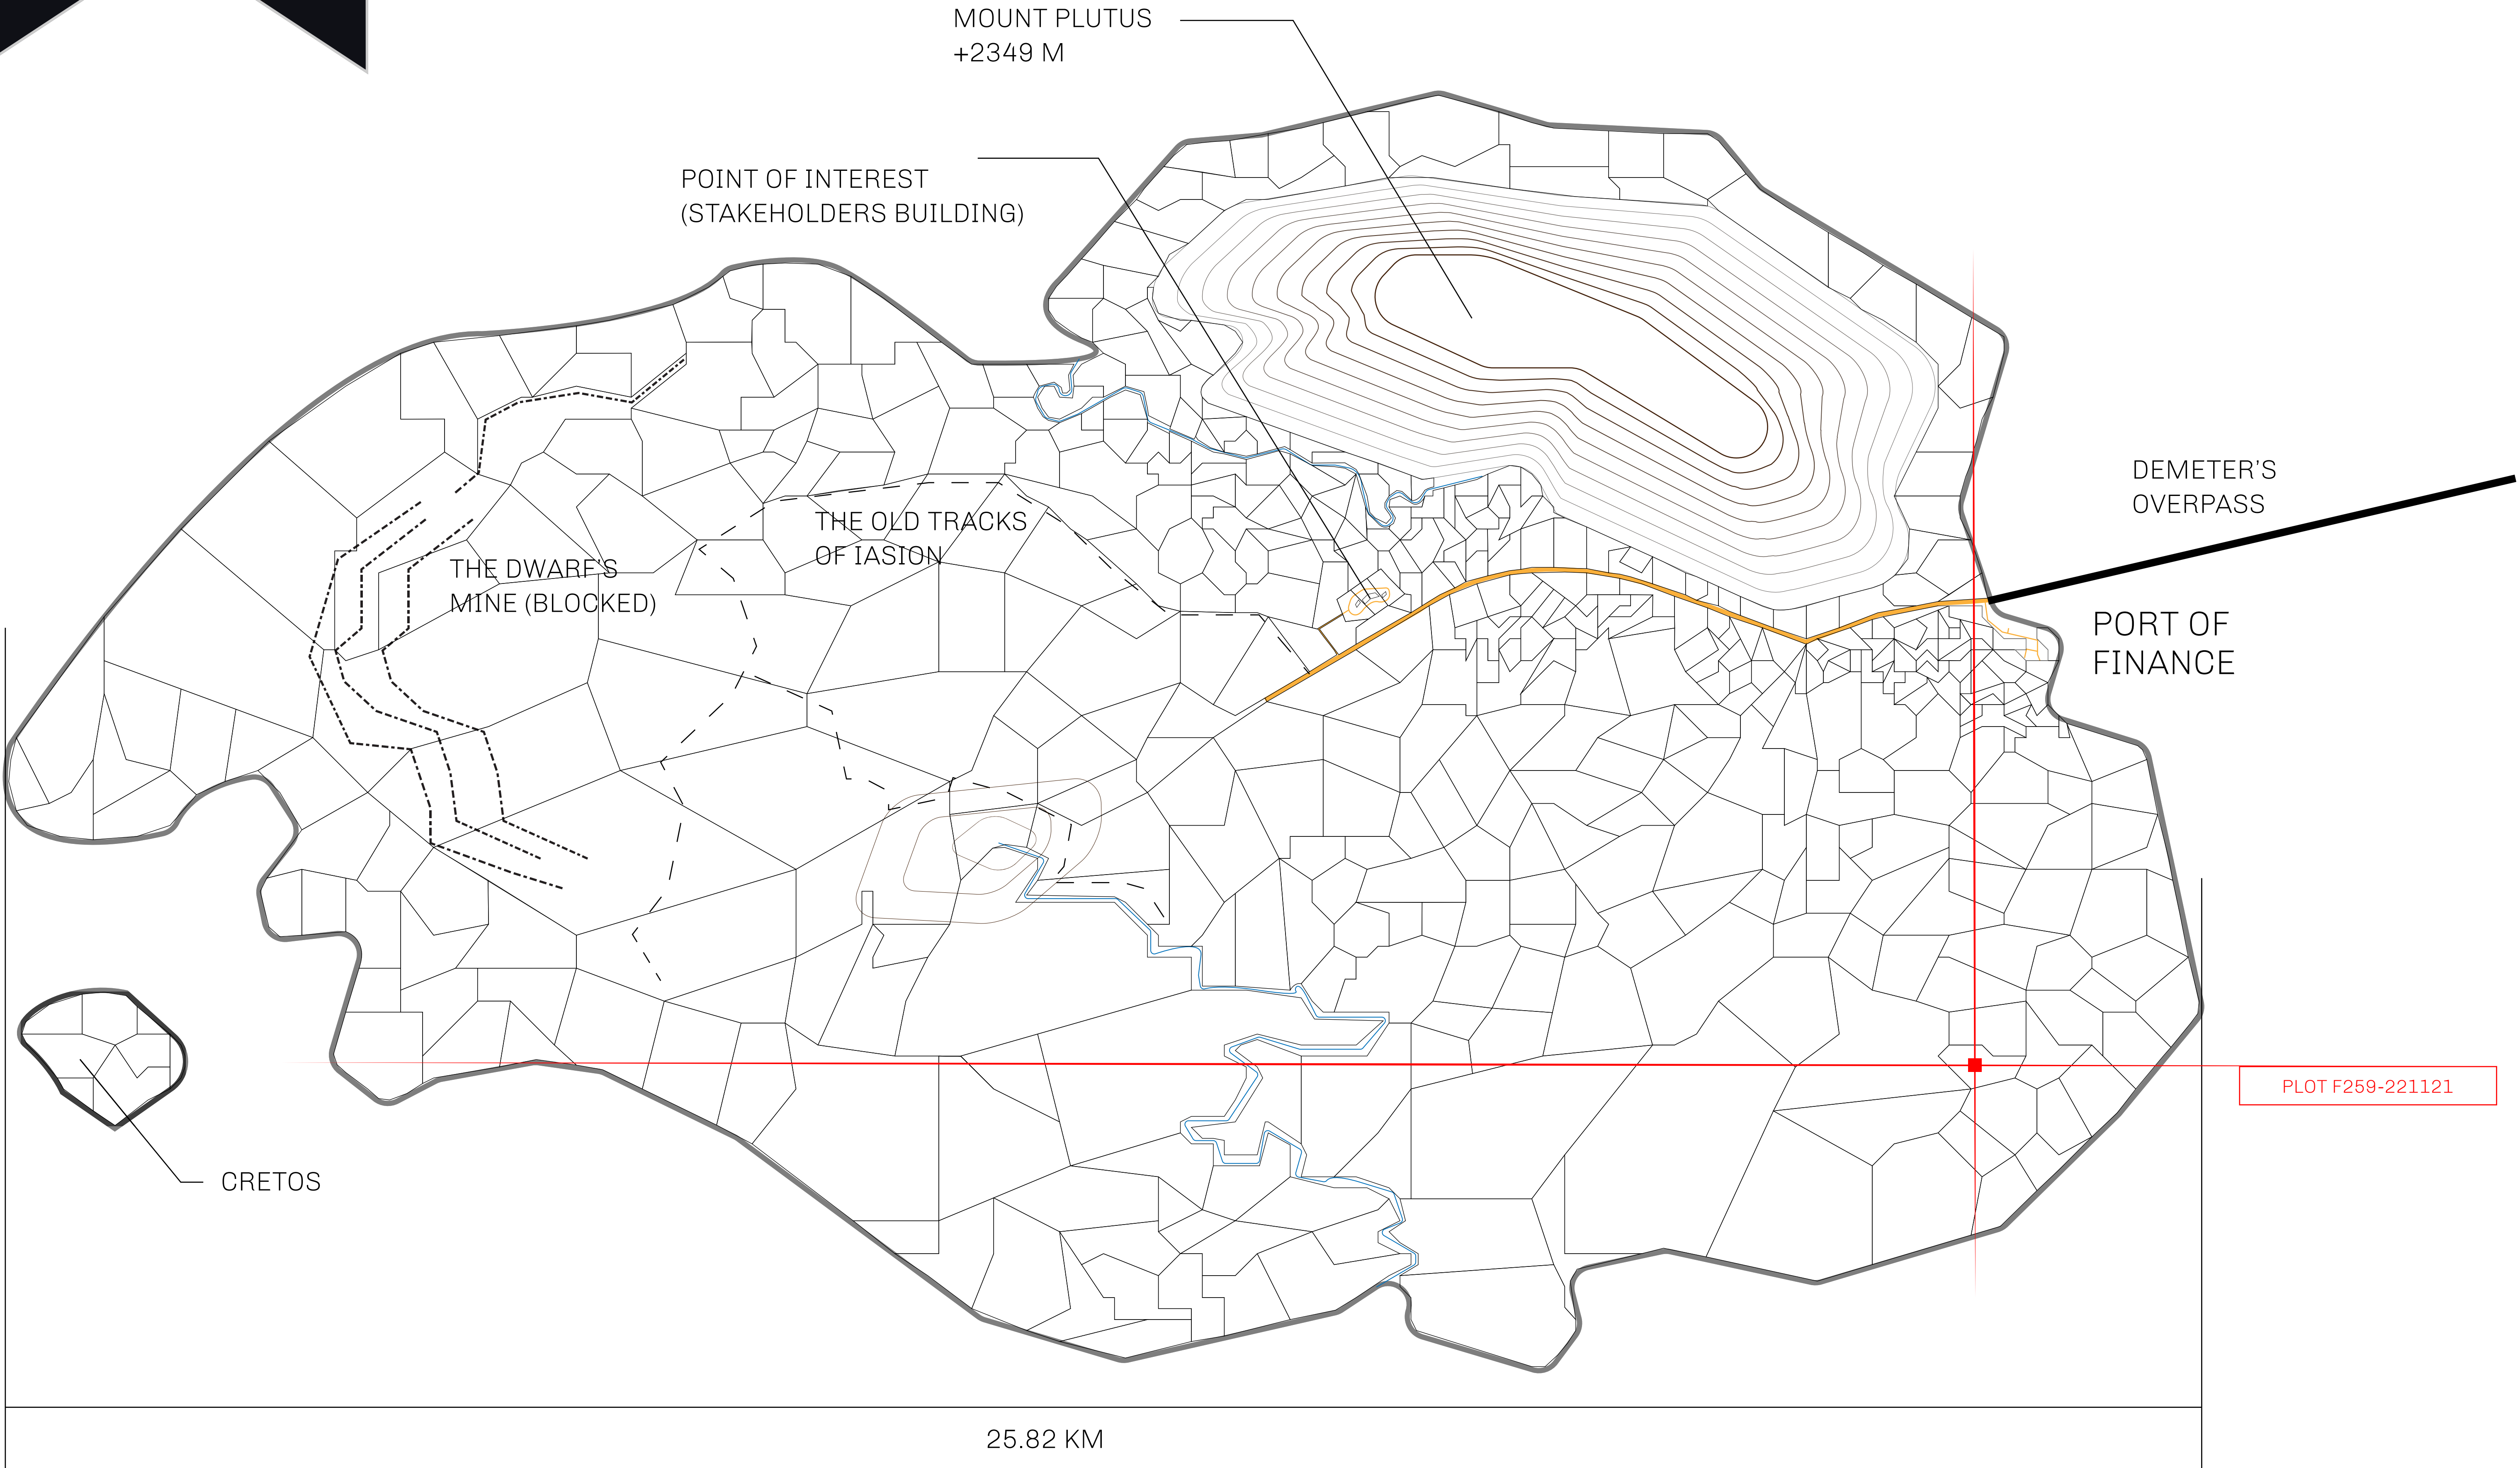 MOUNT PLUTUS
+2349 M
POINT OF INTEREST
(STAKEHOLDERS BUILDING)
DEMETER'S
OVERPASS
THE OLD TRACKS
OF IASION
THE DWARF'S
MINE (BLOCKED)
PORT OF
FINANCE
PLOT F259-221121
CRETOS
25.82 KM